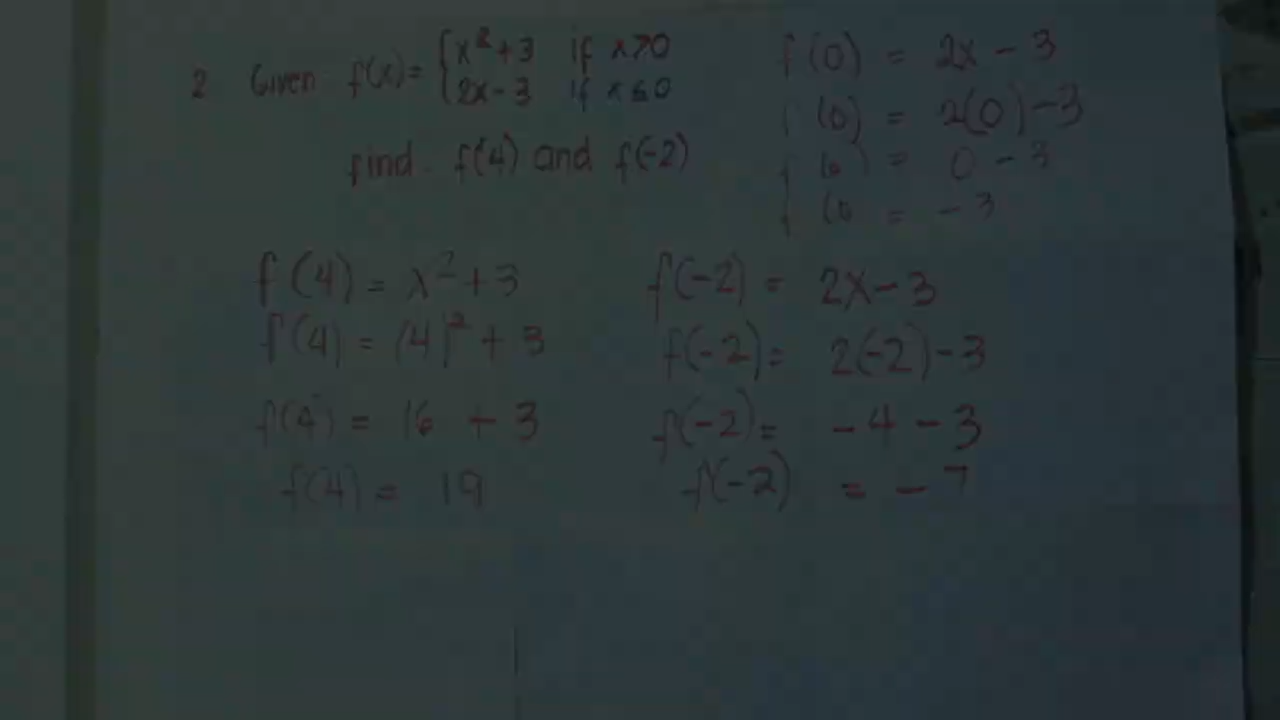 2 Given f(x) = { x² + 3 if x > 0
2x - 3 if x ≤ 0
find f(4) and f(-2)
f(0) = 2x - 3
f(0) = 2(0) - 3
f(0) = 0 - 3
f(0 = - 3
f(4) = x² + 3
f(4) = (4)² + 3
f(4) = 16 + 3
f(4) = 19
f(-2) = 2x - 3
f(-2) = 2(-2) - 3
f(-2) = - 4 - 3
f(-2) = - 7